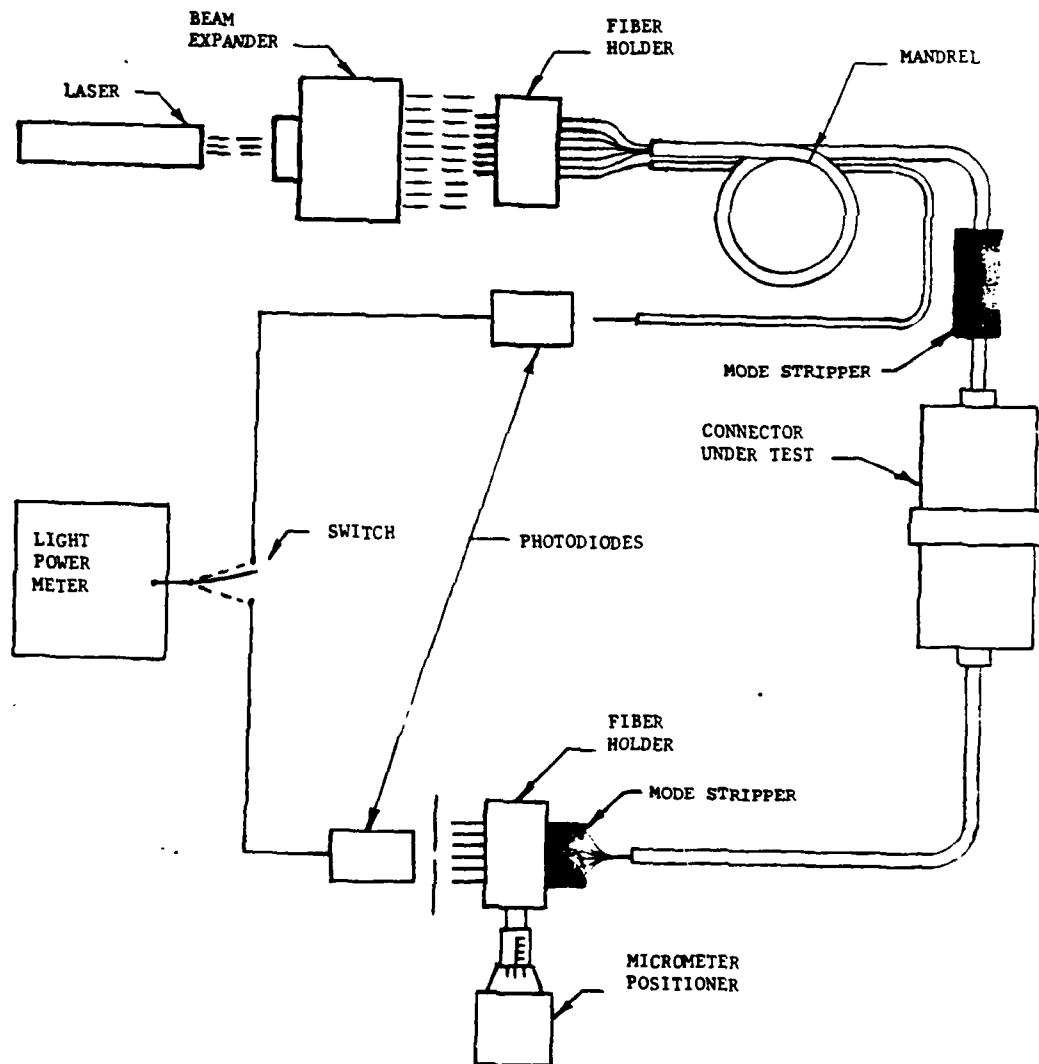 BEAM
EXPANDER
FIBER
HOLDER
MANDREL
LASER
MODE STRIPPER
CONNECTOR
UNDER TEST
LIGHT
POWER
METER
SWITCH
PHOTODIODES
FIBER
HOLDER
MODE STRIPPER
MICROMETER
POSITIONER